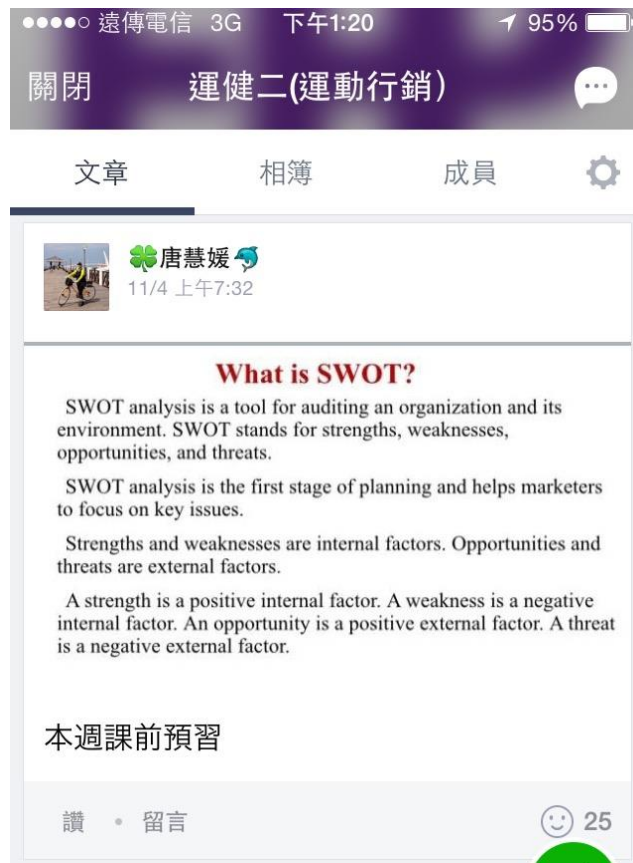 遠傳電信 3G 下午1:20 95%
關閉 運健二(運動行銷)
文章 相簿 成員
唐慧媛
11/4 上午7:32
What is SWOT?
SWOT analysis is a tool for auditing an organization and its
environment. SWOT stands for strengths, weaknesses,
opportunities, and threats.
SWOT analysis is the first stage of planning and helps marketers
to focus on key issues.
Strengths and weaknesses are internal factors. Opportunities and
threats are external factors.
A strength is a positive internal factor. A weakness is a negative
internal factor. An opportunity is a positive external factor. A threat
is a negative external factor.
本週課前預習
讚 • 留言 25